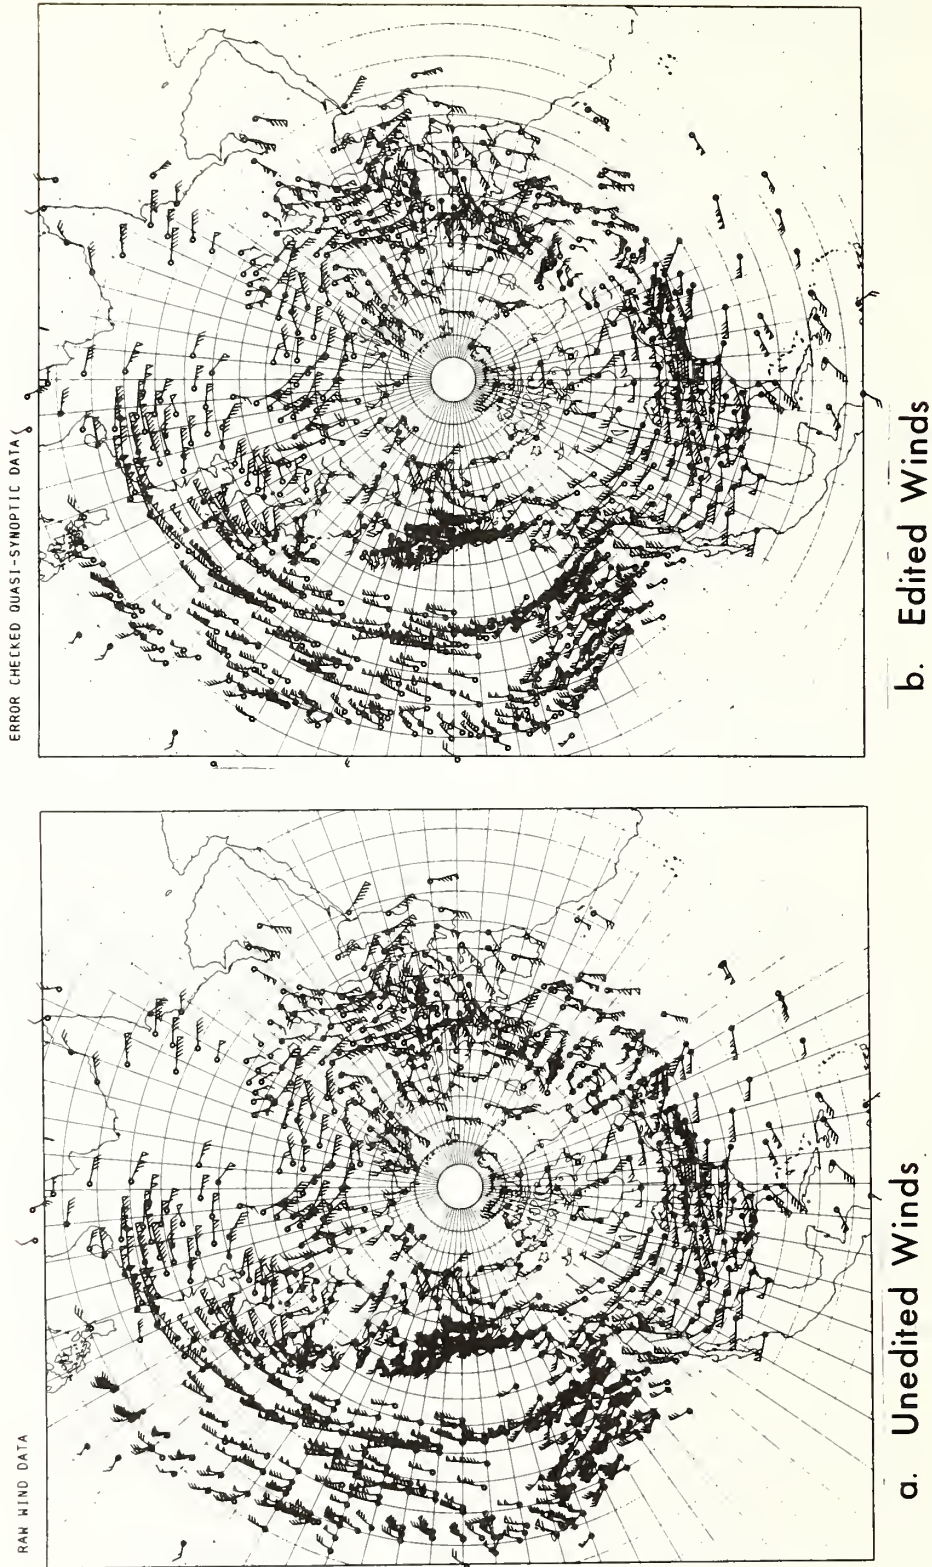 RAW WIND DATA
a. Unedited Winds
ERROR CHECKED QUASI-SYNOPTIC DATA
b. Edited Winds